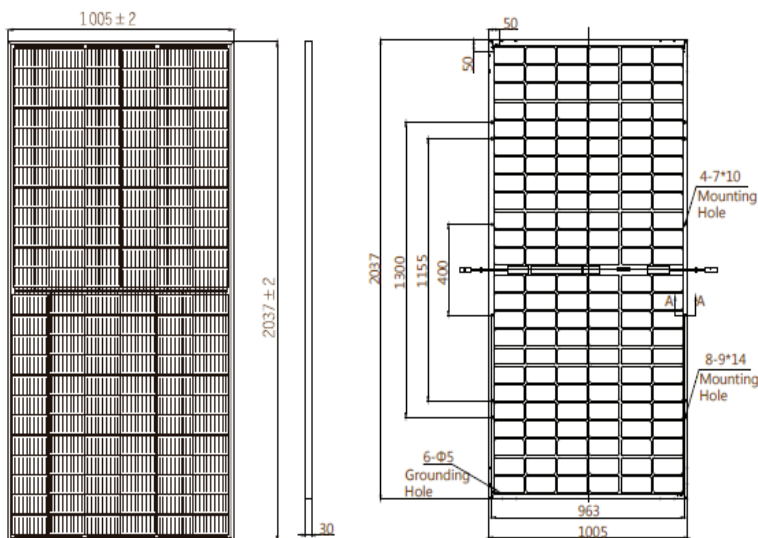 1005±2
2037±2
30
50
50
2037
1300
1155
400
4-7*10
Mounting
Hole
A
A
8-9*14
Mounting
Hole
6-Φ5
Grounding
Hole
963
1005